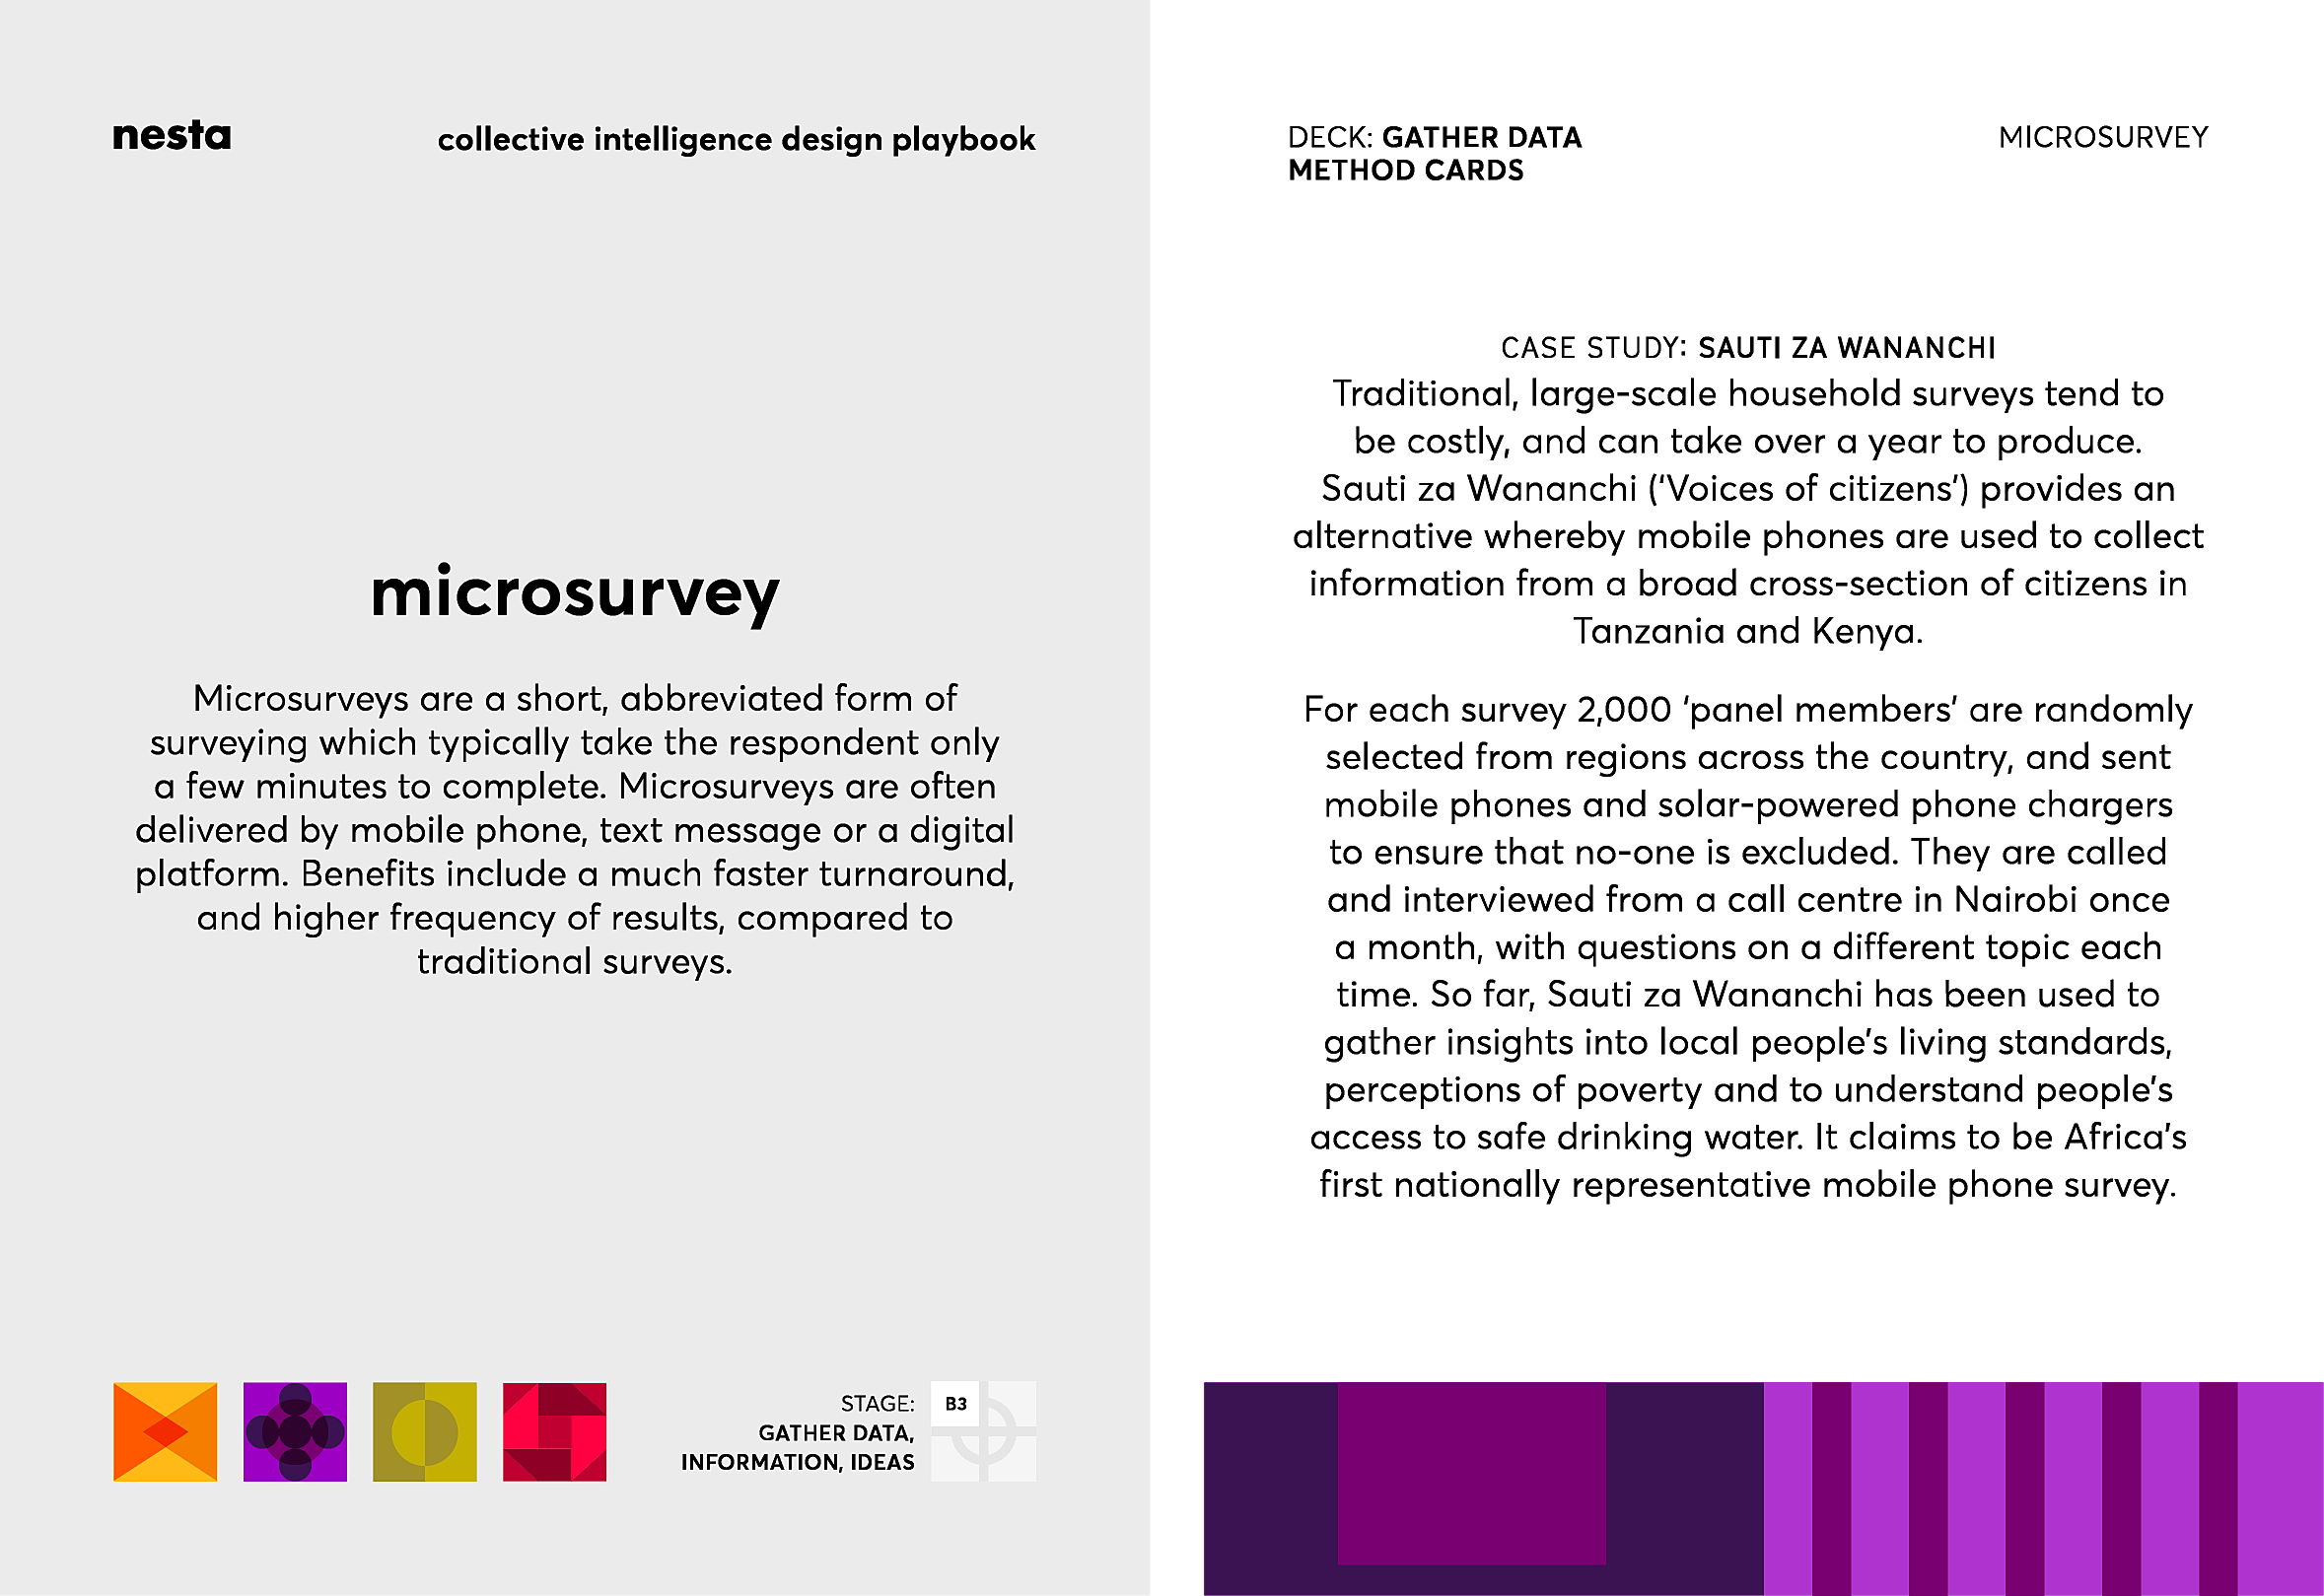 nesta
collective intelligence design playbook
microsurvey
Microsurveys are a short, abbreviated form of
surveying which typically take the respondent only
a few minutes to complete. Microsurveys are often
delivered by mobile phone, text message or a digital
platform. Benefits include a much faster turnaround,
and higher frequency of results, compared to
traditional surveys.
STAGE:
GATHER DATA,
INFORMATION, IDEAS
B3
DECK: GATHER DATA
METHOD CARDS
MICROSURVEY
CASE STUDY: SAUTI ZA WANANCHI
Traditional, large-scale household surveys tend to
be costly, and can take over a year to produce.
Sauti za Wananchi (‘Voices of citizens’) provides an
alternative whereby mobile phones are used to collect
information from a broad cross-section of citizens in
Tanzania and Kenya.
For each survey 2,000 ‘panel members’ are randomly
selected from regions across the country, and sent
mobile phones and solar-powered phone chargers
to ensure that no-one is excluded. They are called
and interviewed from a call centre in Nairobi once
a month, with questions on a different topic each
time. So far, Sauti za Wananchi has been used to
gather insights into local people’s living standards,
perceptions of poverty and to understand people’s
access to safe drinking water. It claims to be Africa’s
first nationally representative mobile phone survey.